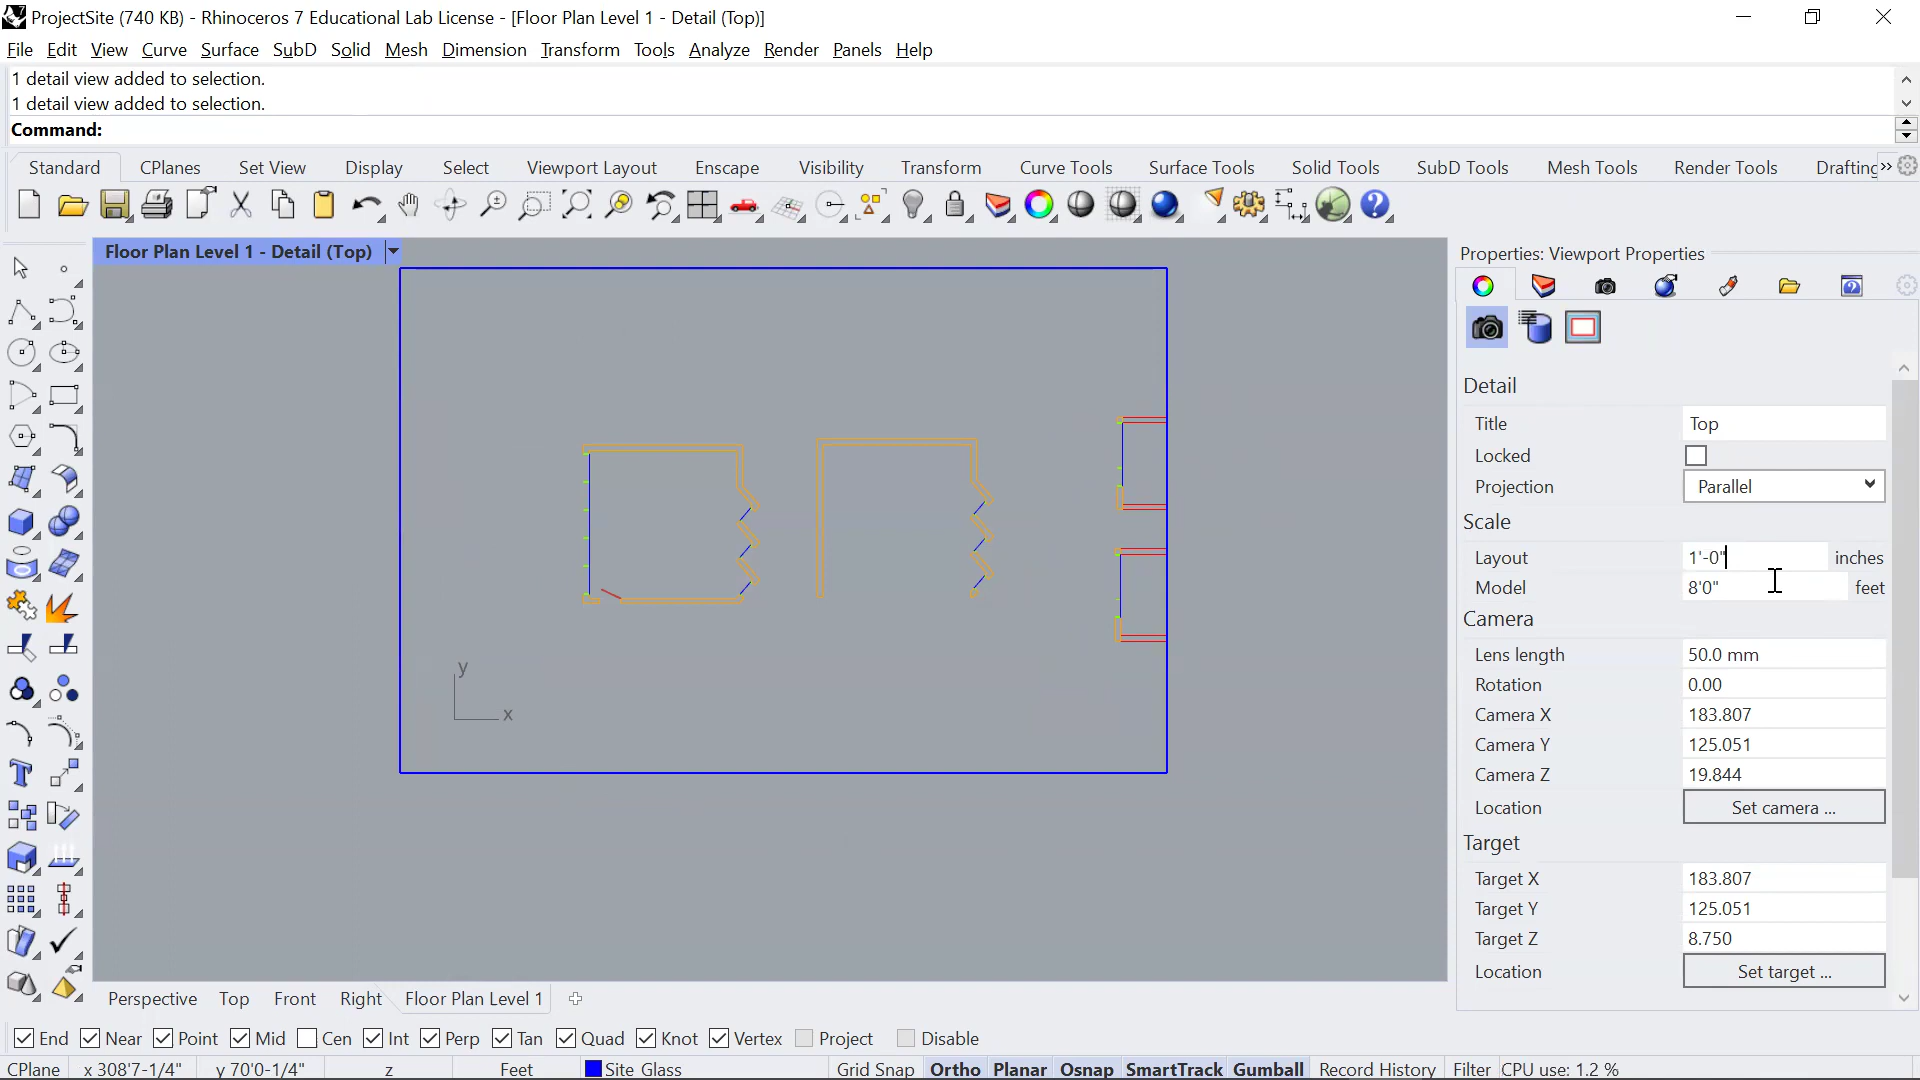 ProjectSite (740 KB) - Rhinoceros 7 Educational Lab License - [Floor Plan Level 1 - Detail (Top)]
File Edit View Curve Surface SubD Solid Mesh Dimension Transform Tools Analyze Render Panels Help
1 detail view added to selection.
1 detail view added to selection.
Command:
Standard CPlanes Set View Display Select Viewport Layout Enscape Visibility Transform Curve Tools Surface Tools Solid Tools SubD Tools Mesh Tools Render Tools Drafting »
Floor Plan Level 1 - Detail (Top)
Properties: Viewport Properties
Detail
Title Top
Locked
Projection Parallel
Scale
Layout 1'-0" inches
Model 8'0" feet
Camera
Lens length 50.0 mm
Rotation 0.00
Camera X 183.807
Camera Y 125.051
Camera Z 19.844
Location Set camera ...
Target
Target X 183.807
Target Y 125.051
Target Z 8.750
Location Set target ...
y
x
Perspective Top Front Right Floor Plan Level 1
End Near Point Mid Cen Int Perp Tan Quad Knot Vertex Project Disable
CPlane x 308'7-1/4" y 70'0-1/4" z Feet Site Glass Grid Snap Ortho Planar Osnap SmartTrack Gumball Record History Filter CPU use: 1.2 %